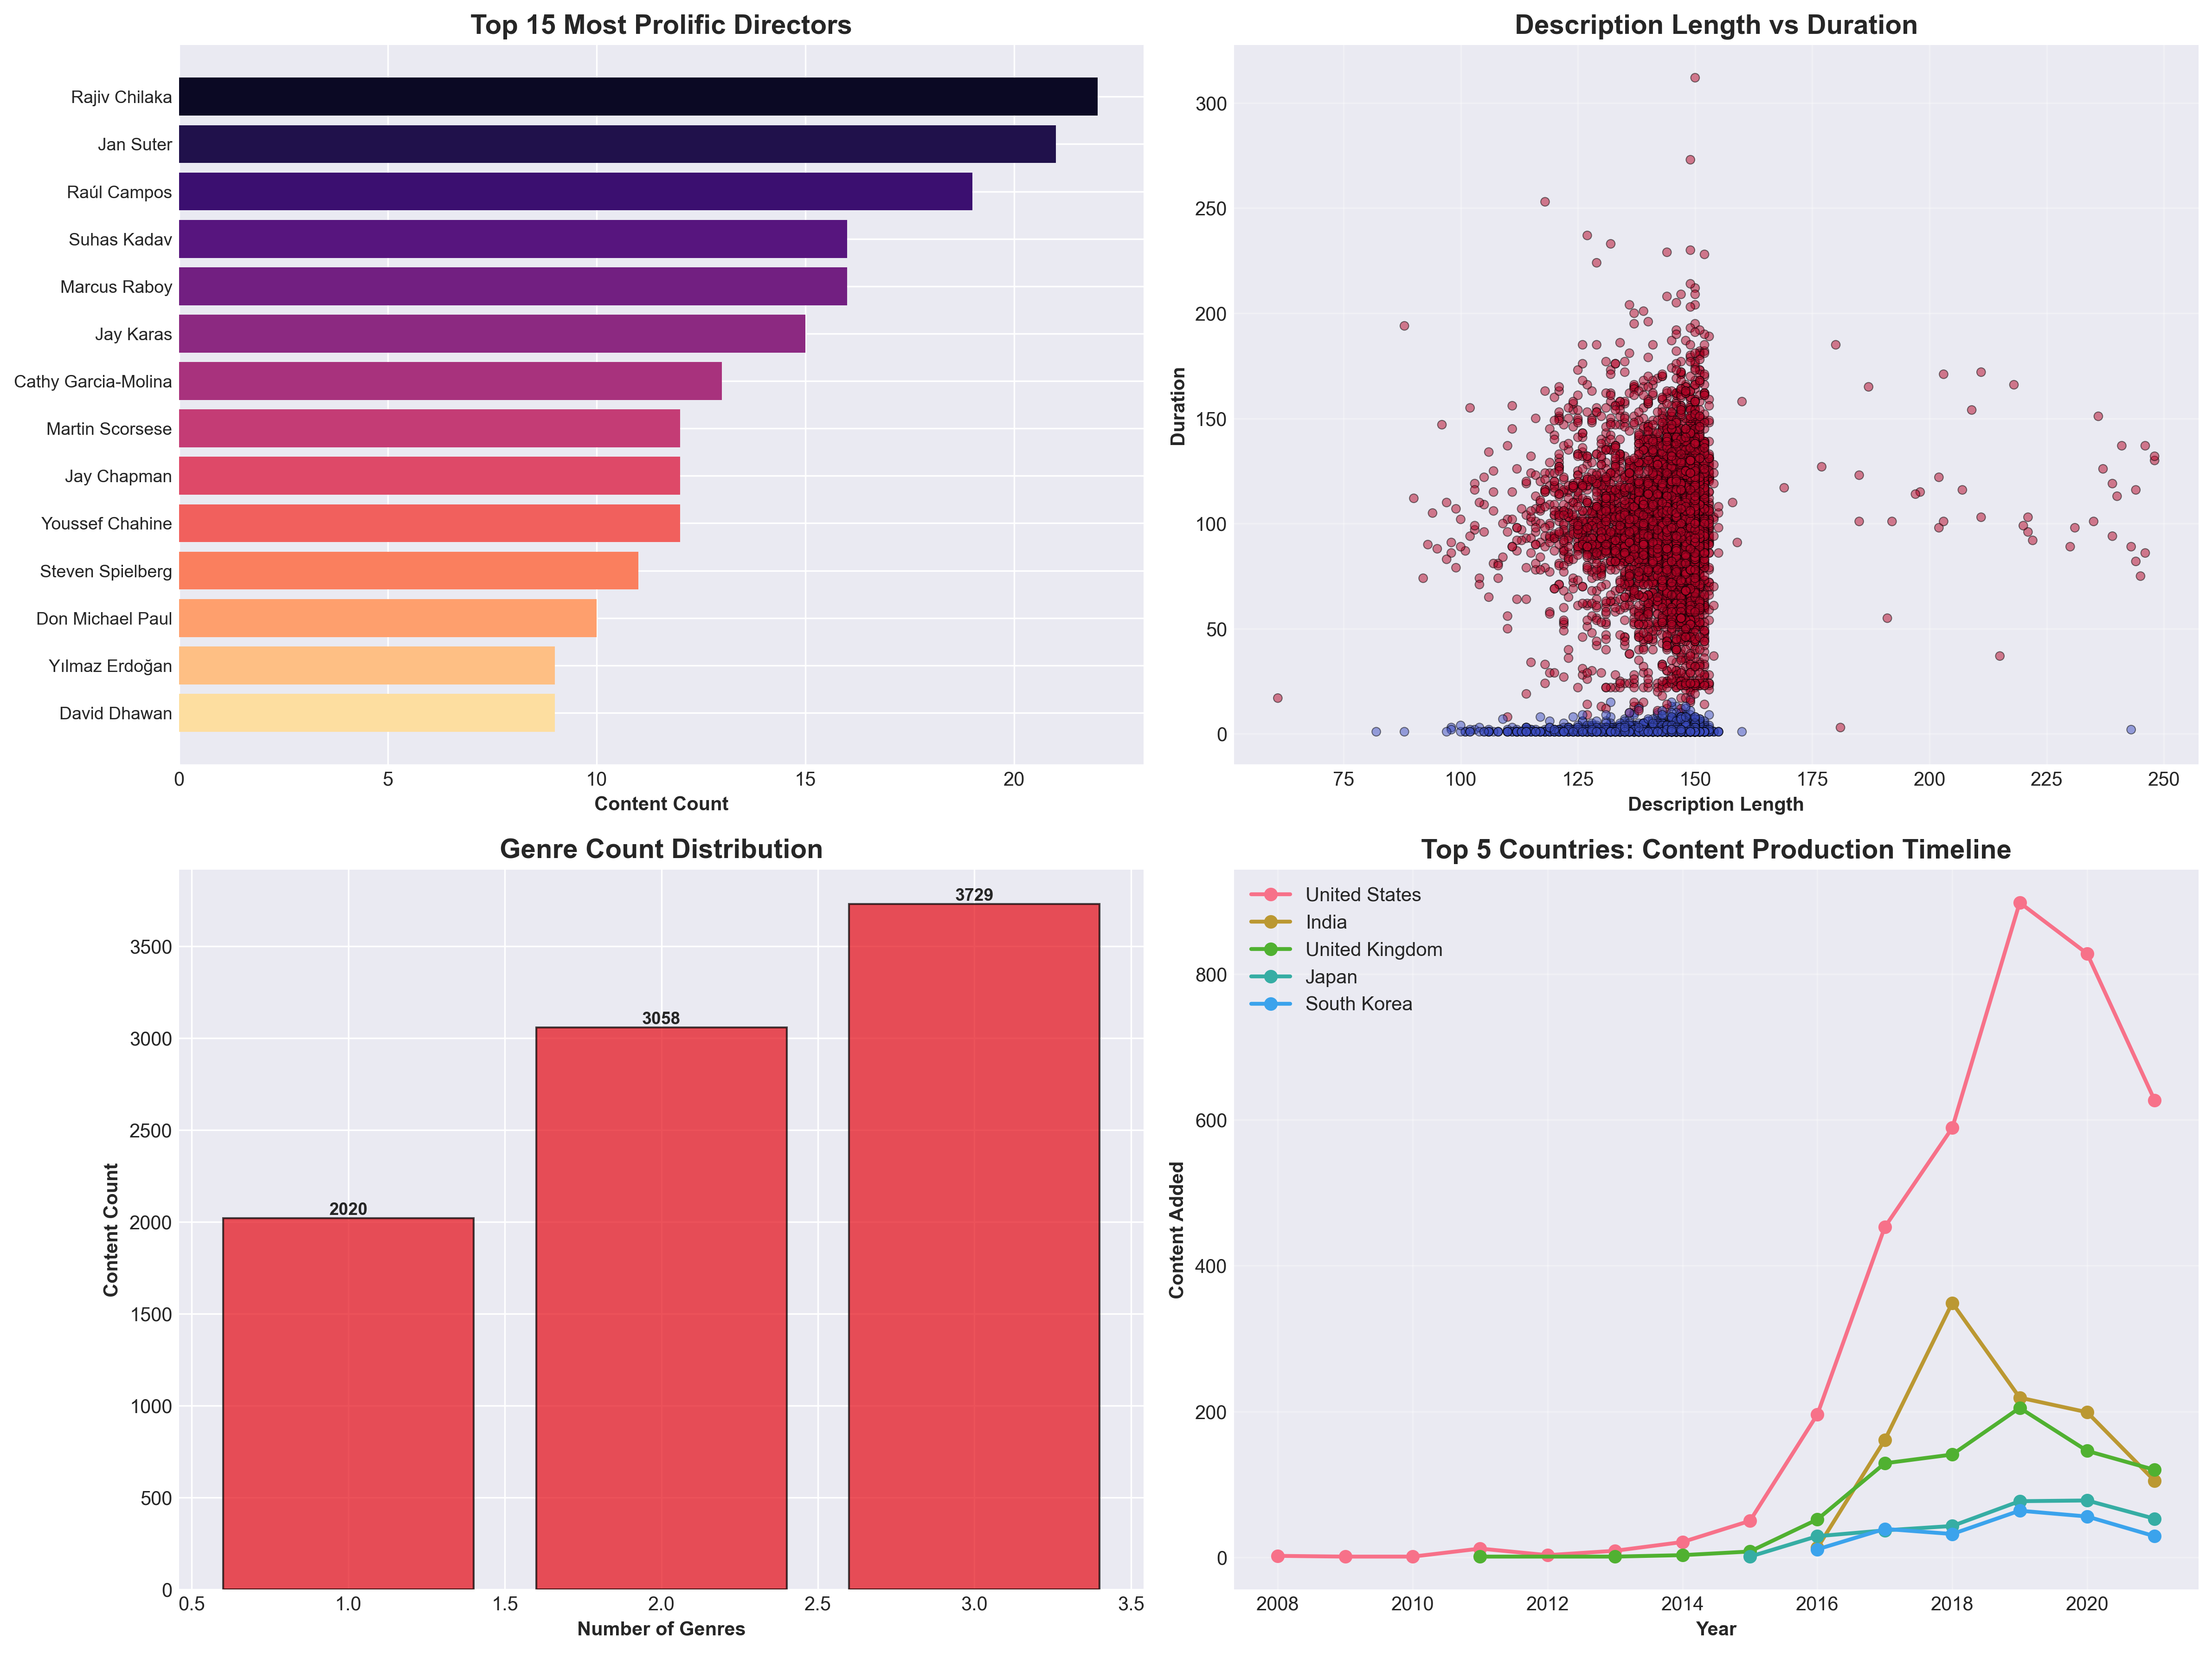 Top 15 Most Prolific Directors
Rajiv Chilaka
Jan Suter
Raúl Campos
Suhas Kadav
Marcus Raboy
Jay Karas
Cathy Garcia-Molina
Martin Scorsese
Jay Chapman
Youssef Chahine
Steven Spielberg
Don Michael Paul
Yılmaz Erdoğan
David Dhawan
0 5 10 15 20
Content Count
Description Length vs Duration
Duration
300
250
200
150
100
50
0
75 100 125 150 175 200 225 250
Description Length
Genre Count Distribution
Content Count
3500
3000
2500
2000
1500
1000
500
0
2020
3058
3729
0.5 1.0 1.5 2.0 2.5 3.0 3.5
Number of Genres
Top 5 Countries: Content Production Timeline
United States
India
United Kingdom
Japan
South Korea
Content Added
800
600
400
200
0
2008 2010 2012 2014 2016 2018 2020
Year